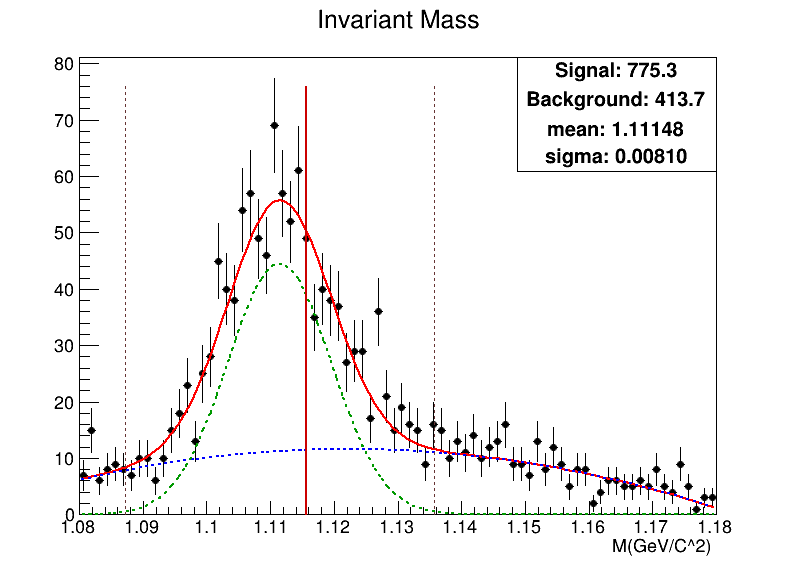 Invariant Mass
Signal: 775.3
Background: 413.7
mean: 1.11148
sigma: 0.00810
80
70
60
50
40
30
20
10
0
1.08 1.09 1.1 1.11 1.12 1.13 1.14 1.15 1.16 1.17 1.18
M(GeV/C^2)